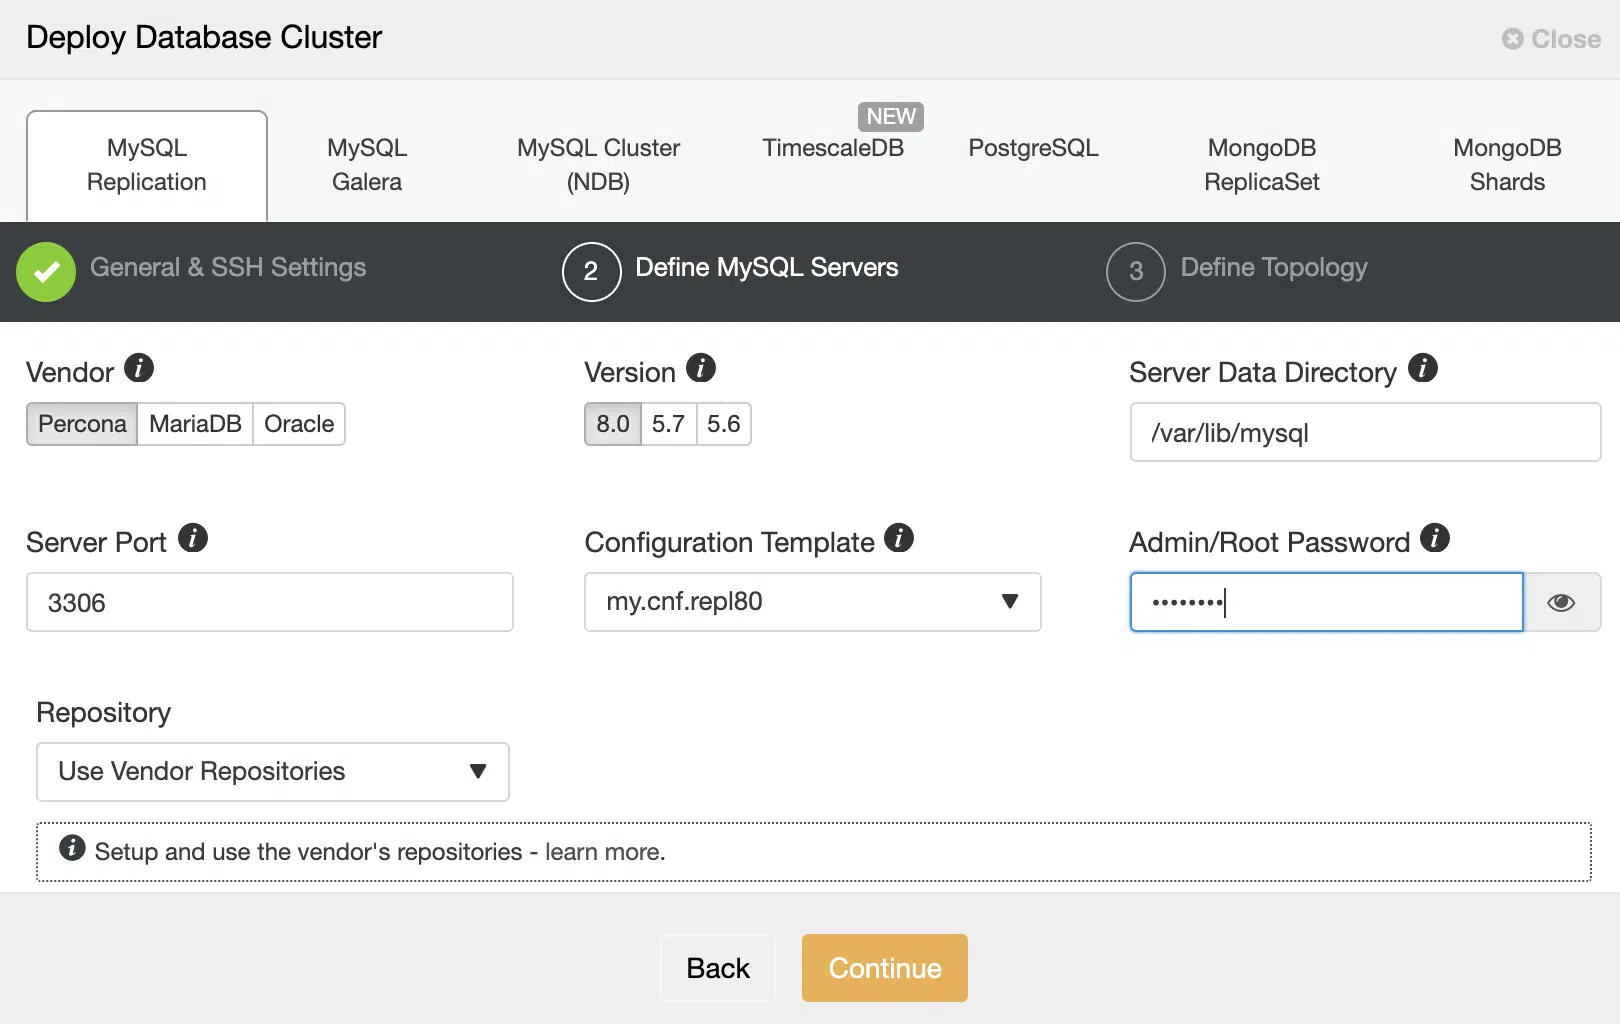 Deploy Database Cluster
Close
MySQL
Replication
MySQL
Galera
MySQL Cluster
(NDB)
NEW
TimescaleDB
PostgreSQL
MongoDB
ReplicaSet
MongoDB
Shards
General & SSH Settings
2 Define MySQL Servers
3 Define Topology
Vendor
Percona MariaDB Oracle
Version
8.0 5.7 5.6
Server Data Directory
/var/lib/mysql
Server Port
3306
Configuration Template
my.cnf.repl80
Admin/Root Password
••••••••
Repository
Use Vendor Repositories
Setup and use the vendor's repositories - learn more.
Back
Continue